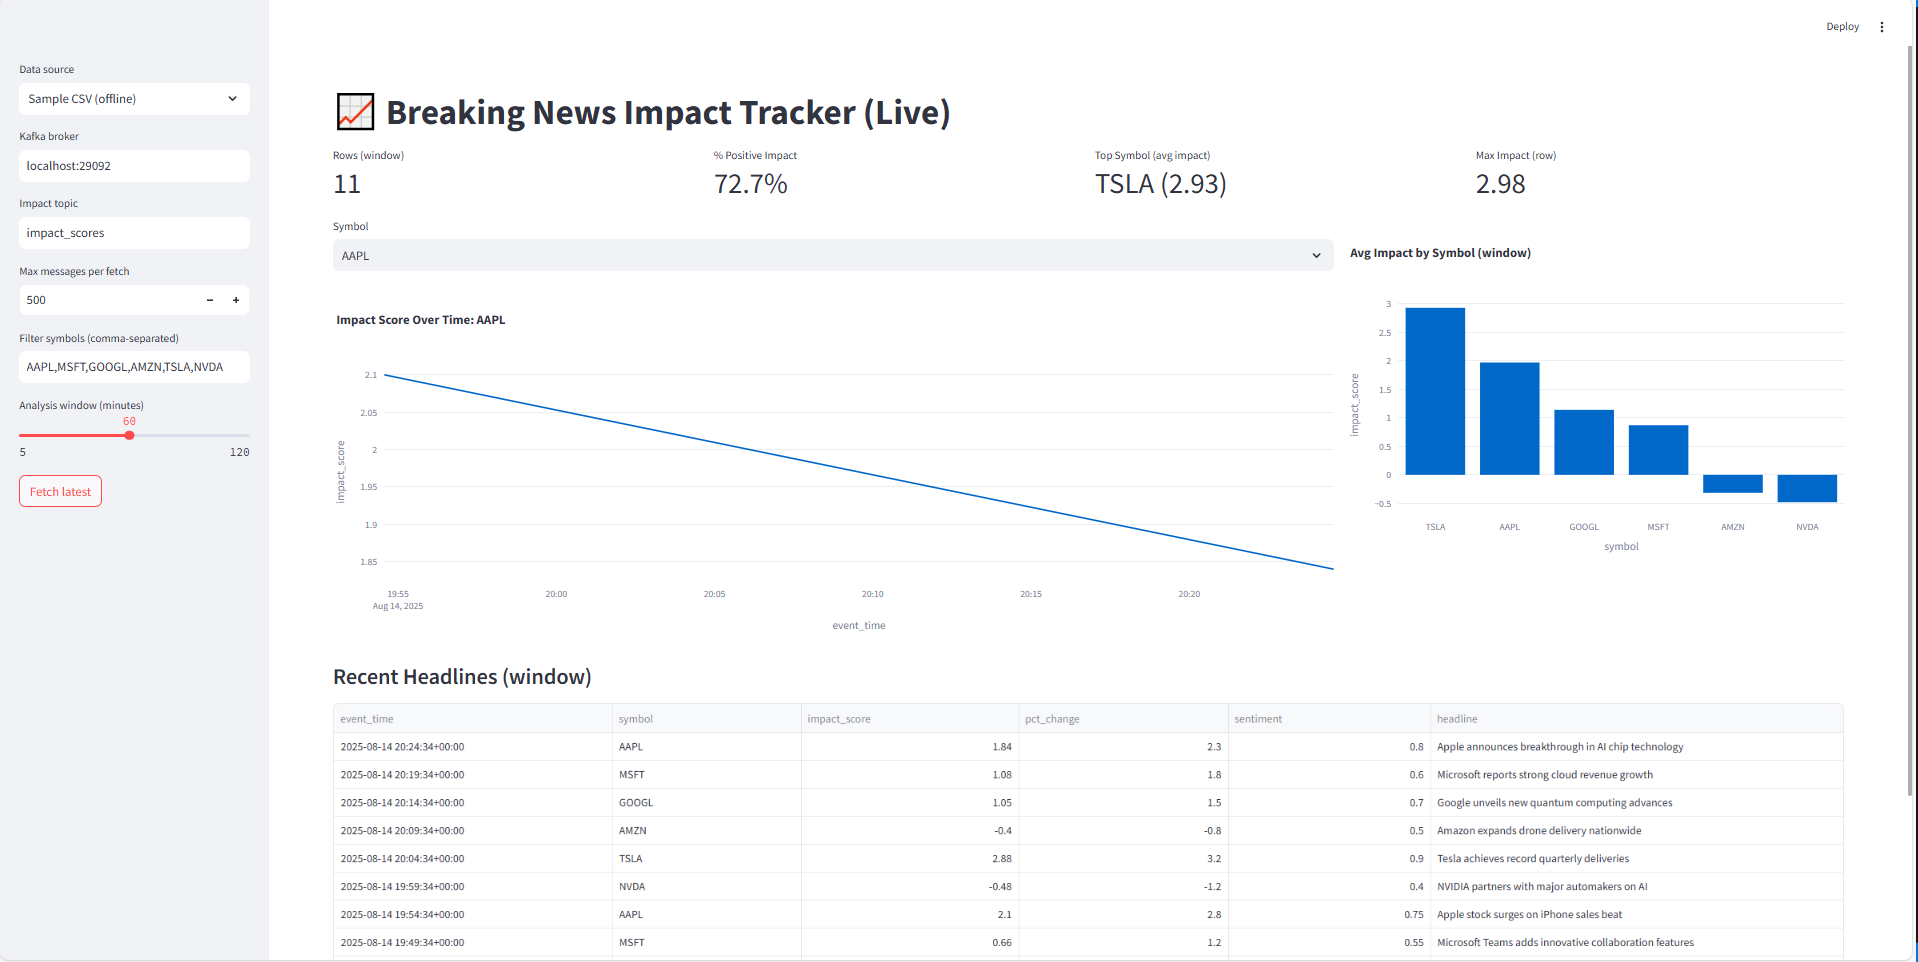 Deploy
Data source
Sample CSV (offline)
Kafka broker
localhost:29092
Impact topic
impact_scores
Max messages per fetch
500
Filter symbols (comma-separated)
AAPL,MSFT,GOOGL,AMZN,TSLA,NVDA
Analysis window (minutes)
60
5 120
Fetch latest
Breaking News Impact Tracker (Live)
Rows (window)
11
% Positive Impact
72.7%
Top Symbol (avg impact)
TSLA (2.93)
Max Impact (row)
2.98
Symbol
AAPL
Impact Score Over Time: AAPL
impact_score
2.1
2.05
2
1.95
1.9
1.85
19:55 20:00 20:05 20:10 20:15 20:20
Aug 14, 2025
event_time
Avg Impact by Symbol (window)
impact_score
3
2.5
2
1.5
1
0.5
0
−0.5
TSLA AAPL GOOGL MSFT AMZN NVDA
symbol
Recent Headlines (window)
event_time symbol impact_score pct_change sentiment headline
2025-08-14 20:24:34+00:00 AAPL 1.84 2.3 0.8 Apple announces breakthrough in AI chip technology
2025-08-14 20:19:34+00:00 MSFT 1.08 1.8 0.6 Microsoft reports strong cloud revenue growth
2025-08-14 20:14:34+00:00 GOOGL 1.05 1.5 0.7 Google unveils new quantum computing advances
2025-08-14 20:09:34+00:00 AMZN -0.4 -0.8 0.5 Amazon expands drone delivery nationwide
2025-08-14 20:04:34+00:00 TSLA 2.88 3.2 0.9 Tesla achieves record quarterly deliveries
2025-08-14 19:59:34+00:00 NVDA -0.48 -1.2 0.4 NVIDIA partners with major automakers on AI
2025-08-14 19:54:34+00:00 AAPL 2.1 2.8 0.75 Apple stock surges on iPhone sales beat
2025-08-14 19:49:34+00:00 MSFT 0.66 1.2 0.55 Microsoft Teams adds innovative collaboration features